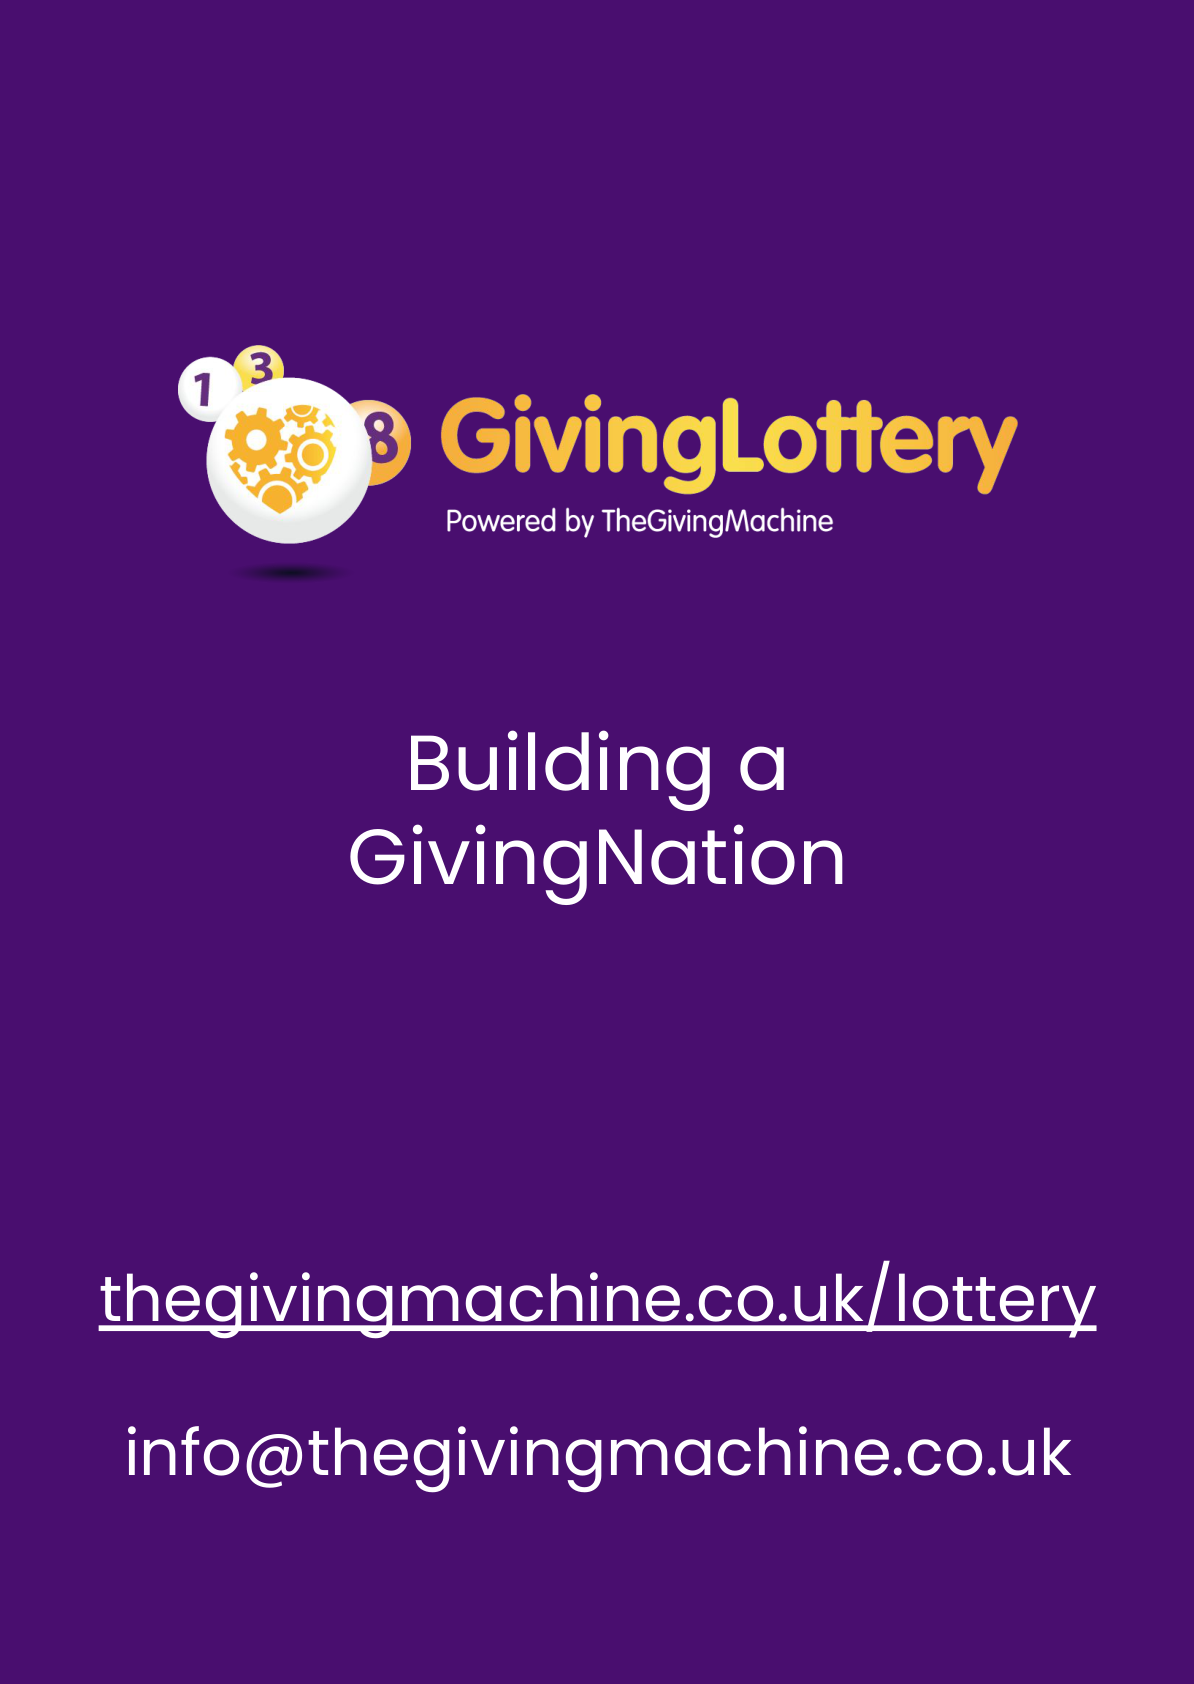 1
3
8
GivingLottery
Powered by TheGivingMachine
Building a
GivingNation
thegivingmachine.co.uk/lottery
info@thegivingmachine.co.uk